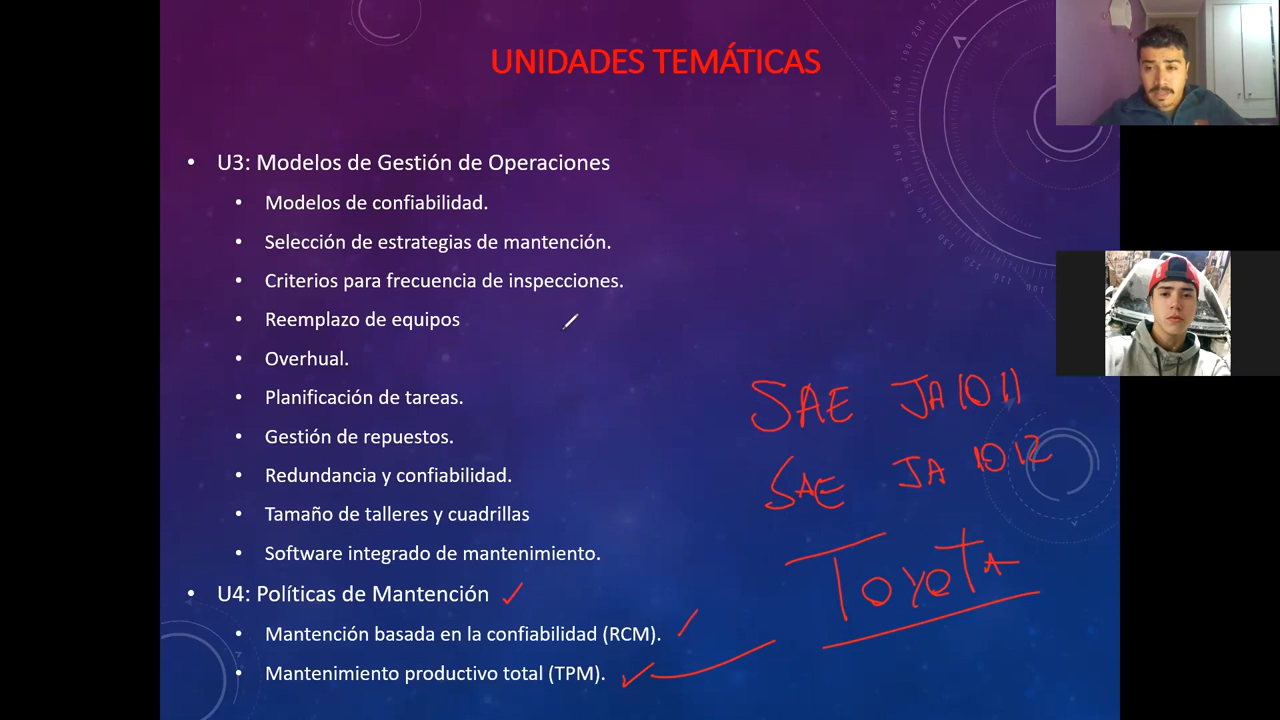 UNIDADES TEMÁTICAS
• U3: Modelos de Gestión de Operaciones
• Modelos de confiabilidad.
• Selección de estrategias de mantención.
• Criterios para frecuencia de inspecciones.
• Reemplazo de equipos
• Overhual.
• Planificación de tareas.
• Gestión de repuestos.
• Redundancia y confiabilidad.
• Tamaño de talleres y cuadrillas
• Software integrado de mantenimiento.
• U4: Políticas de Mantención
• Mantención basada en la confiabilidad (RCM).
• Mantenimiento productivo total (TPM).
SAE JA1011
SAE JA 1012
TOYOTA